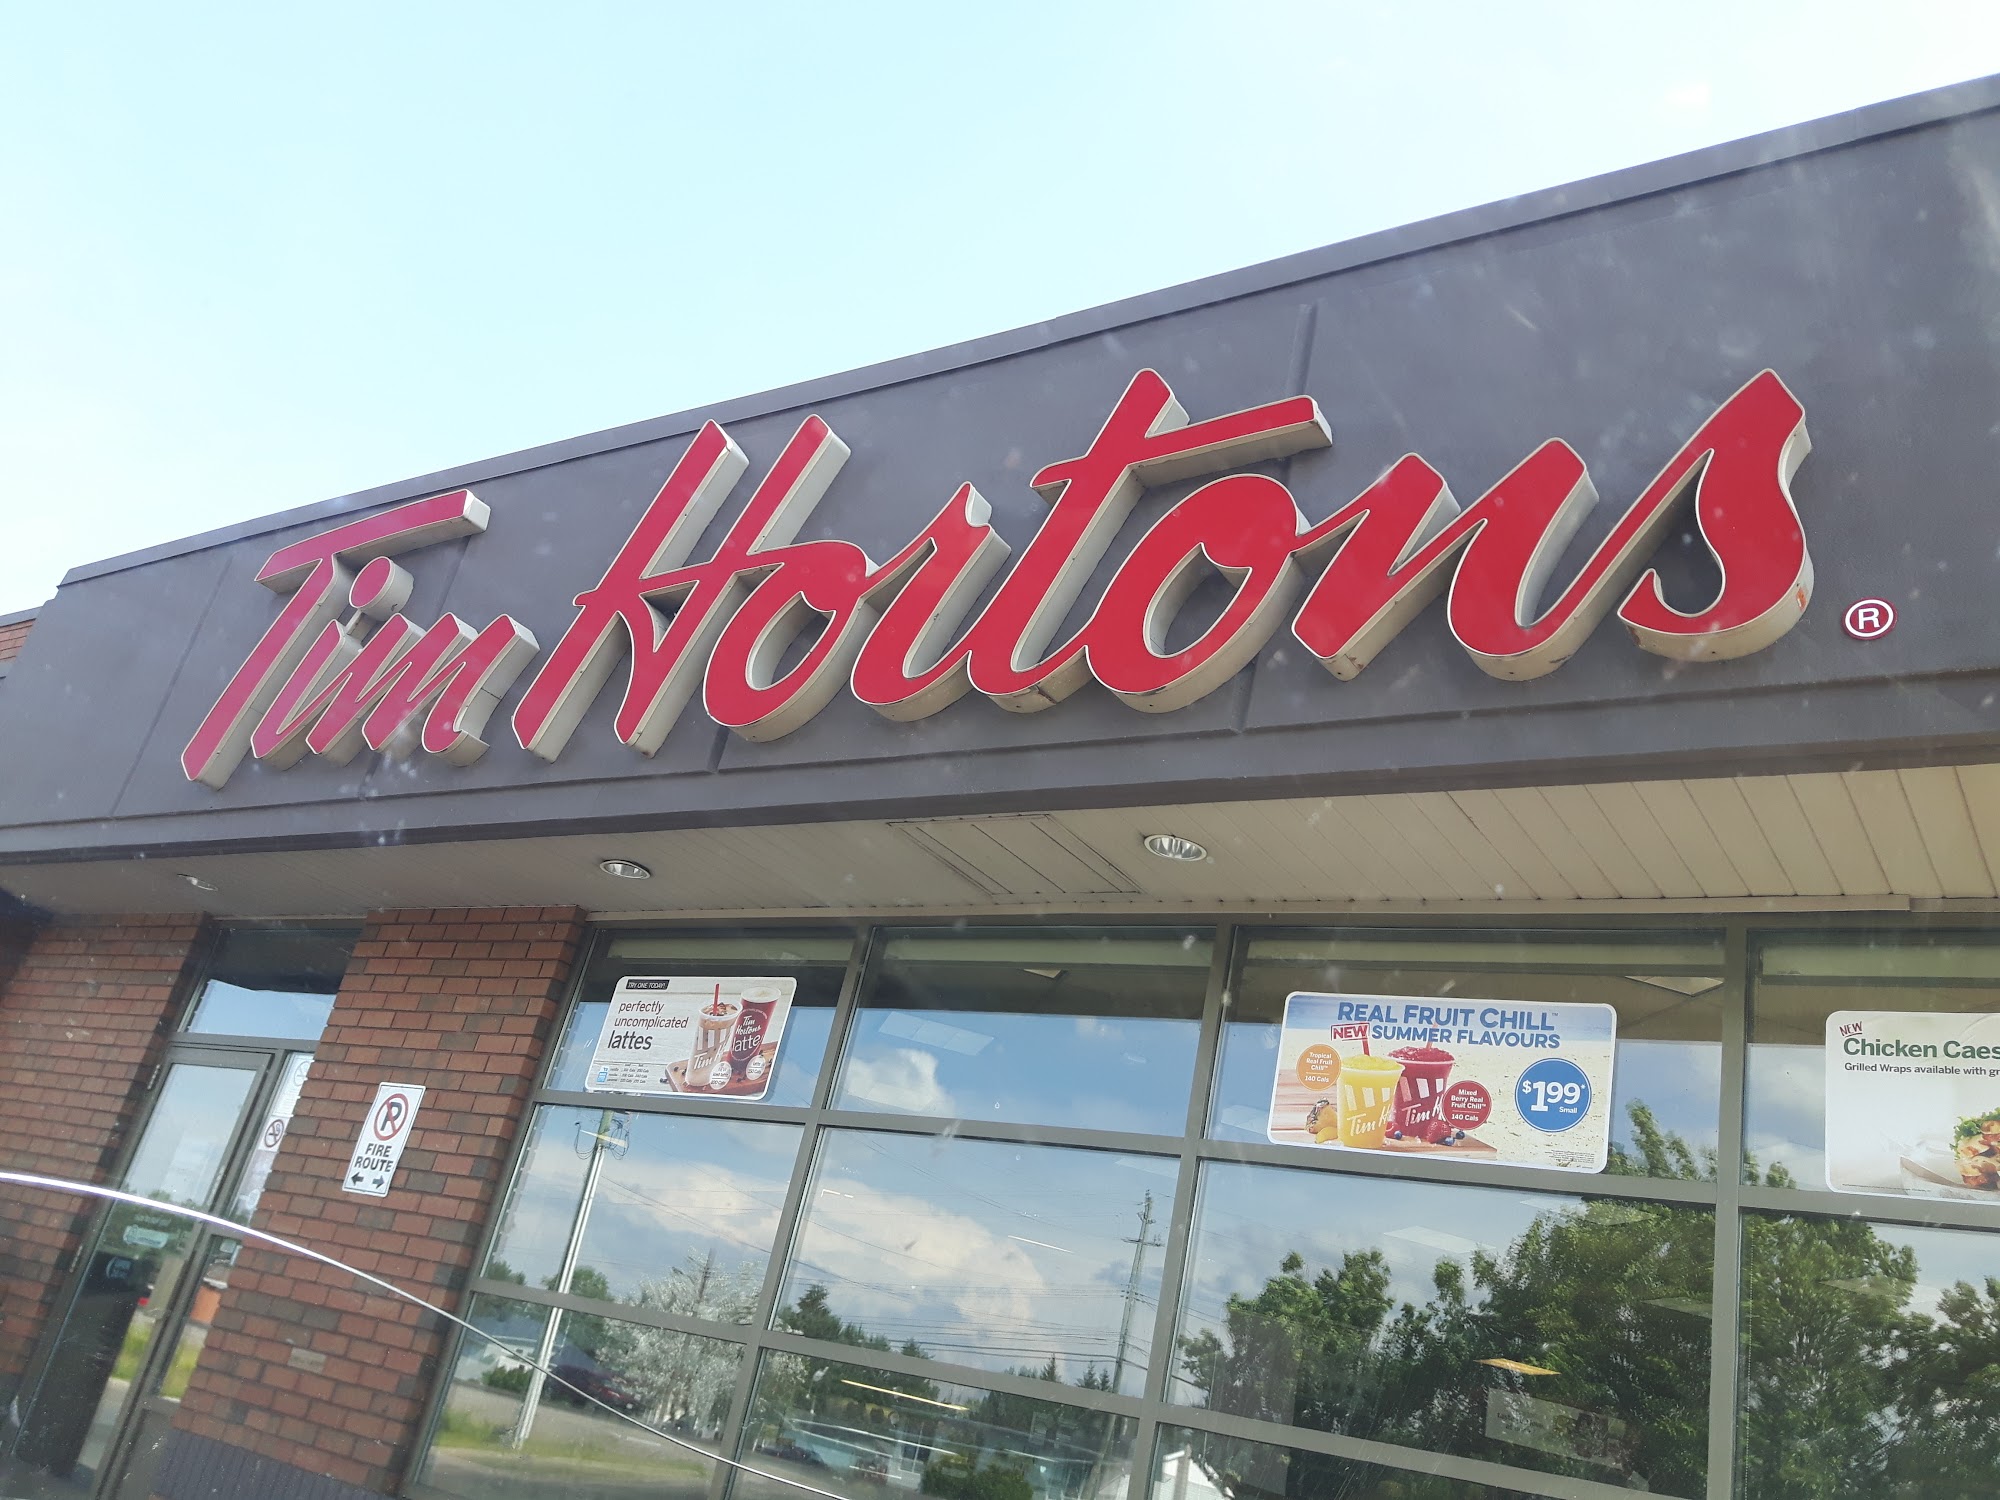 Tim Hortons ®
TRY ONE TODAY!
perfectly
uncomplicated
lattes
Tim
Hortons
latte
REAL FRUIT CHILL™
NEW SUMMER FLAVOURS
Tropical
Real Fruit
Chill™
140 Cals
Mixed
Berry Real
Fruit Chill™
140 Cals
$1.99*
Small
NEW
Chicken Caes
Grilled Wraps available with gr
FIRE
ROUTE